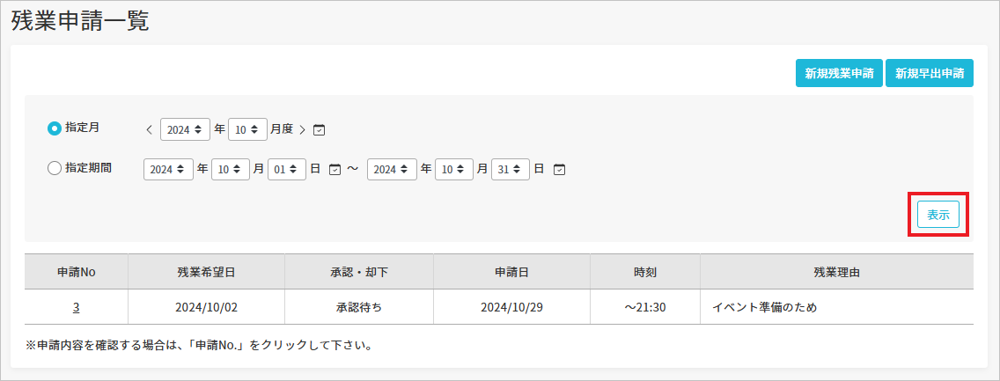 残業申請一覧
新規残業申請 新規早出申請
指定月 2024 年 10 月度
指定期間 2024 年 10 月 01 日 ～ 2024 年 10 月 31 日
表示
申請No 残業希望日 承認・却下 申請日 時刻 残業理由
3 2024/10/02 承認待ち 2024/10/29 ～21:30 イベント準備のため
※申請内容を確認する場合は、「申請No.」をクリックして下さい。